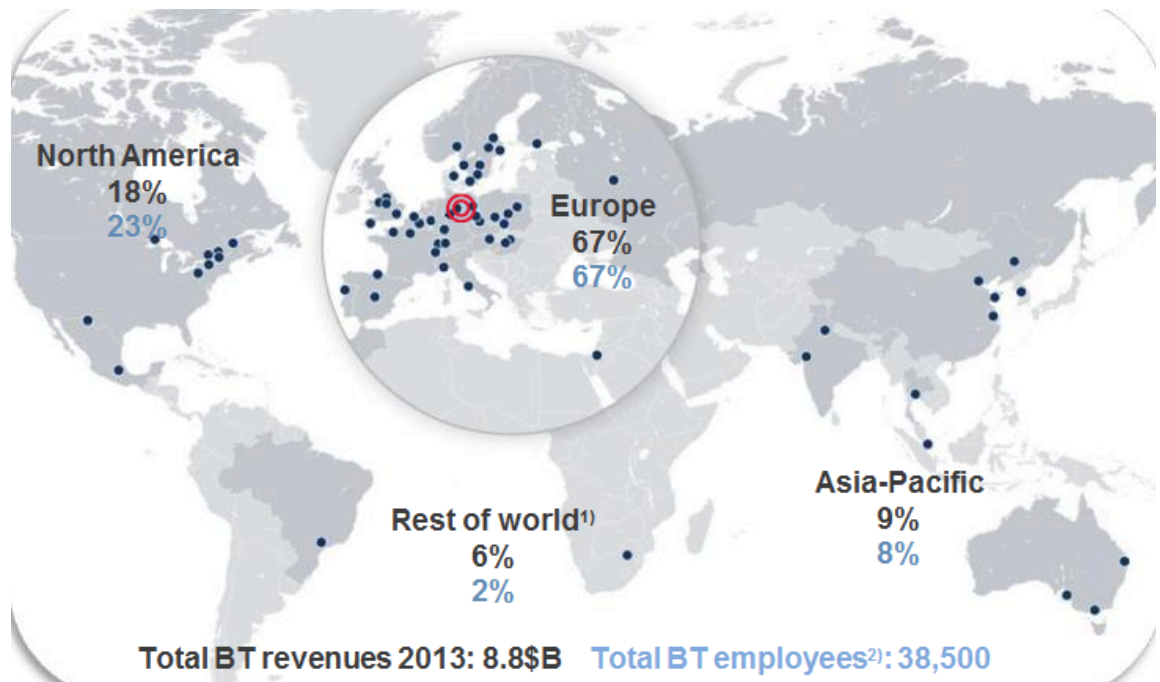 North America
18%
23%
Europe
67%
67%
Asia-Pacific
9%
8%
Rest of world¹⁾
6%
2%
Total BT revenues 2013: 8.8$B Total BT employees²⁾: 38,500